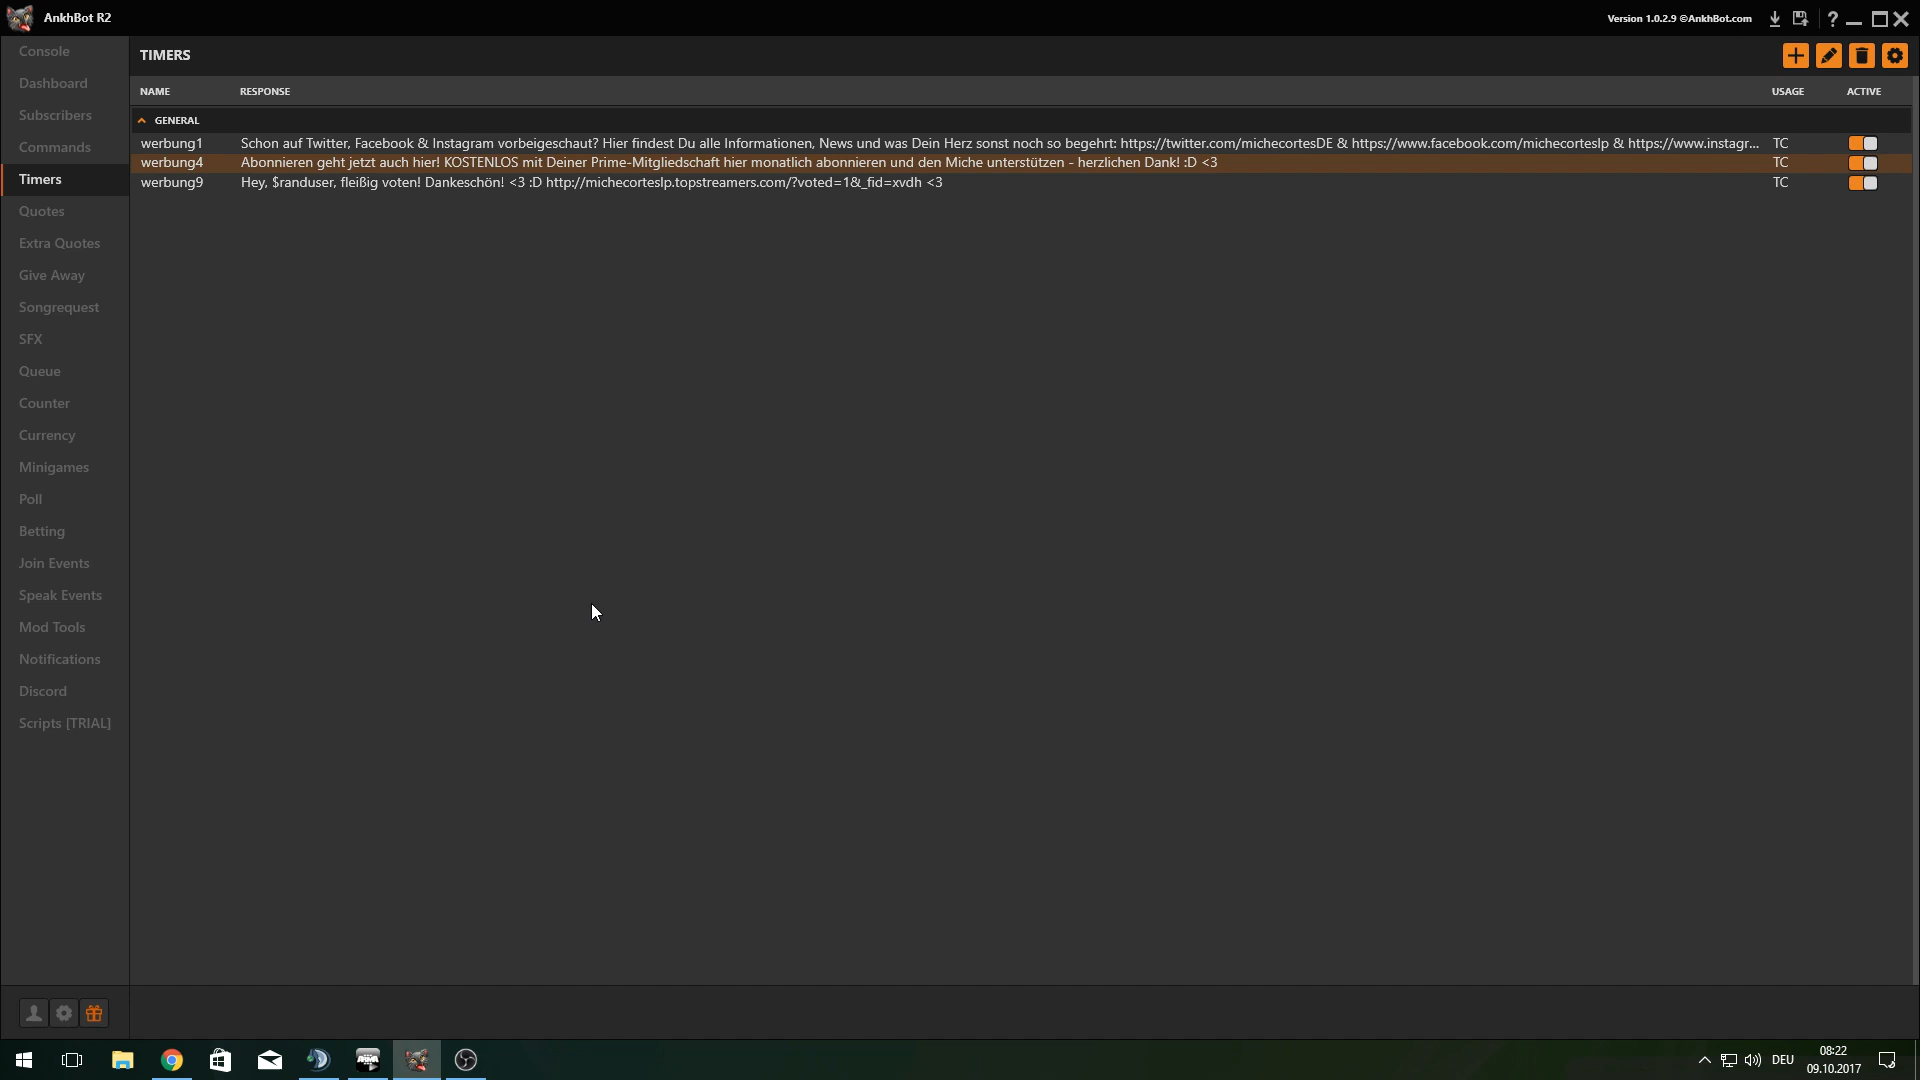 AnkhBot R2
Version 1.0.2.9 ©AnkhBot.com
?
Console
Dashboard
Subscribers
Commands
Timers
Quotes
Extra Quotes
Give Away
Songrequest
SFX
Queue
Counter
Currency
Minigames
Poll
Betting
Join Events
Speak Events
Mod Tools
Notifications
Discord
Scripts [TRIAL]
TIMERS
NAME RESPONSE USAGE ACTIVE
GENERAL
werbung1 Schon auf Twitter, Facebook & Instagram vorbeigeschaut? Hier findest Du alle Informationen, News und was Dein Herz sonst noch so begehrt: https://twitter.com/michecortesDE & https://www.facebook.com/michecorteslp & https://www.instagr... TC
werbung4 Abonnieren geht jetzt auch hier! KOSTENLOS mit Deiner Prime-Mitgliedschaft hier monatlich abonnieren und den Miche unterstützen - herzlichen Dank! :D <3 TC
werbung9 Hey, $randuser, fleißig voten! Dankeschön! <3 :D http://michecorteslp.topstreamers.com/?voted=1&_fid=xvdh <3 TC
DEU
08:22
09.10.2017